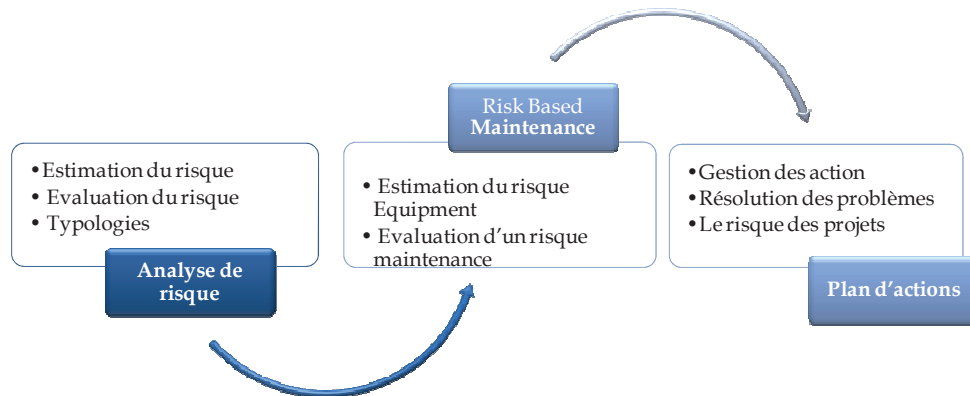 • Estimation du risque
• Evaluation du risque
• Typologies
Analyse de
risque
Risk Based
Maintenance
• Estimation du risque
Equipment
• Evaluation d'un risque
maintenance
• Gestion des action
• Résolution des problèmes
• Le risque des projets
Plan d'actions